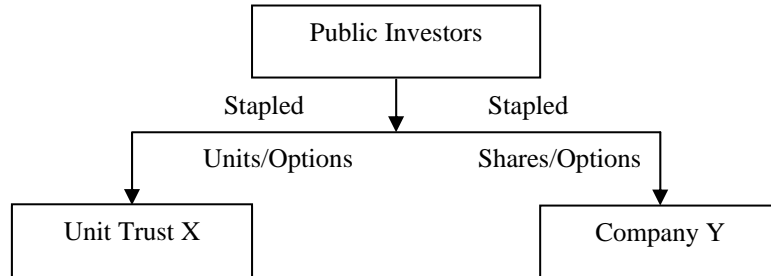 Public Investors
Stapled Stapled
Units/Options Shares/Options
Unit Trust X Company Y